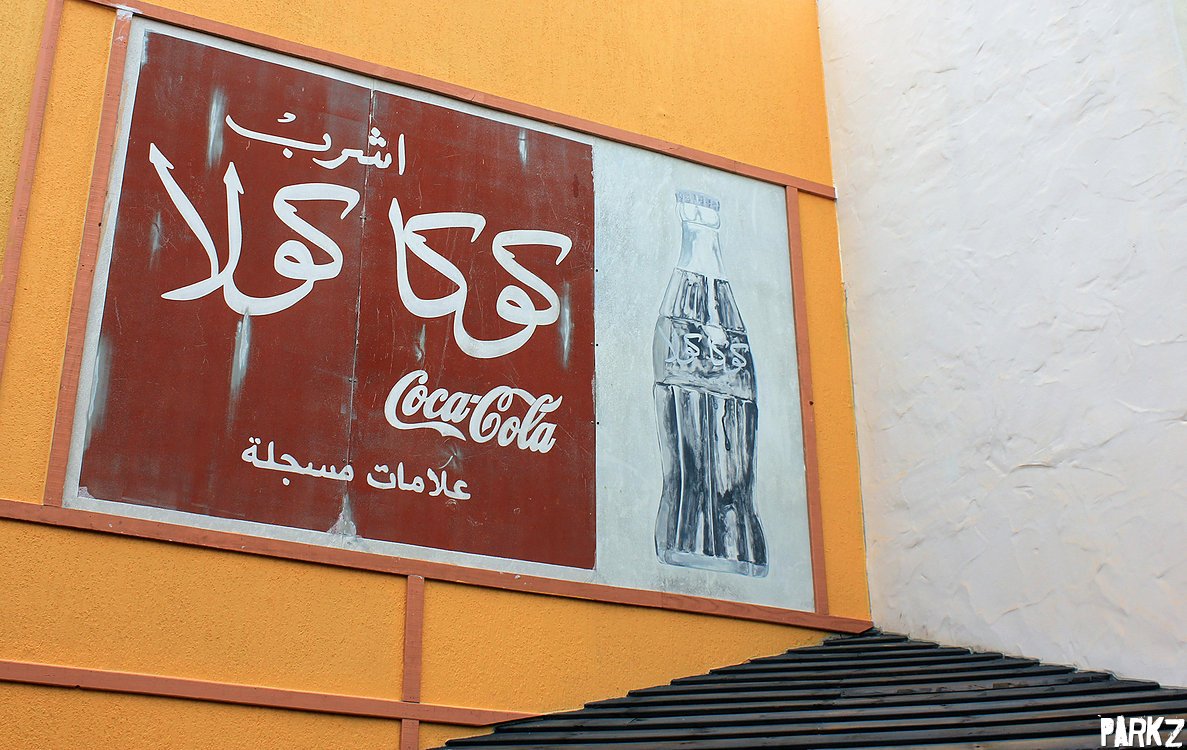 اشربُ
كوكا كولا
Coca-Cola
علامات مسجلة
كوكا كولا
PARKZ